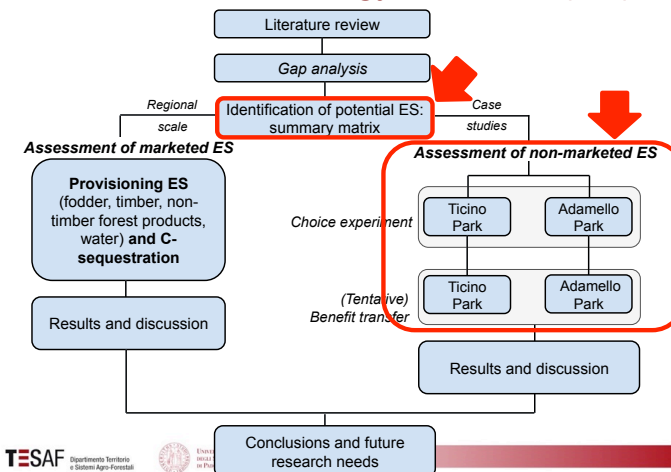 Literature review
Gap analysis
Regional
scale
Identification of potential ES:
summary matrix
Case
studies
Assessment of marketed ES
Assessment of non-marketed ES
Provisioning ES
(fodder, timber, non-
timber forest products,
water) and C-
sequestration
Choice experiment
Ticino
Park
Adamello
Park
(Tentative)
Benefit transfer
Ticino
Park
Adamello
Park
Results and discussion
Results and discussion
Conclusions and future
research needs
TESAF
Dipartimento Territorio
e Sistemi Agro-Forestali